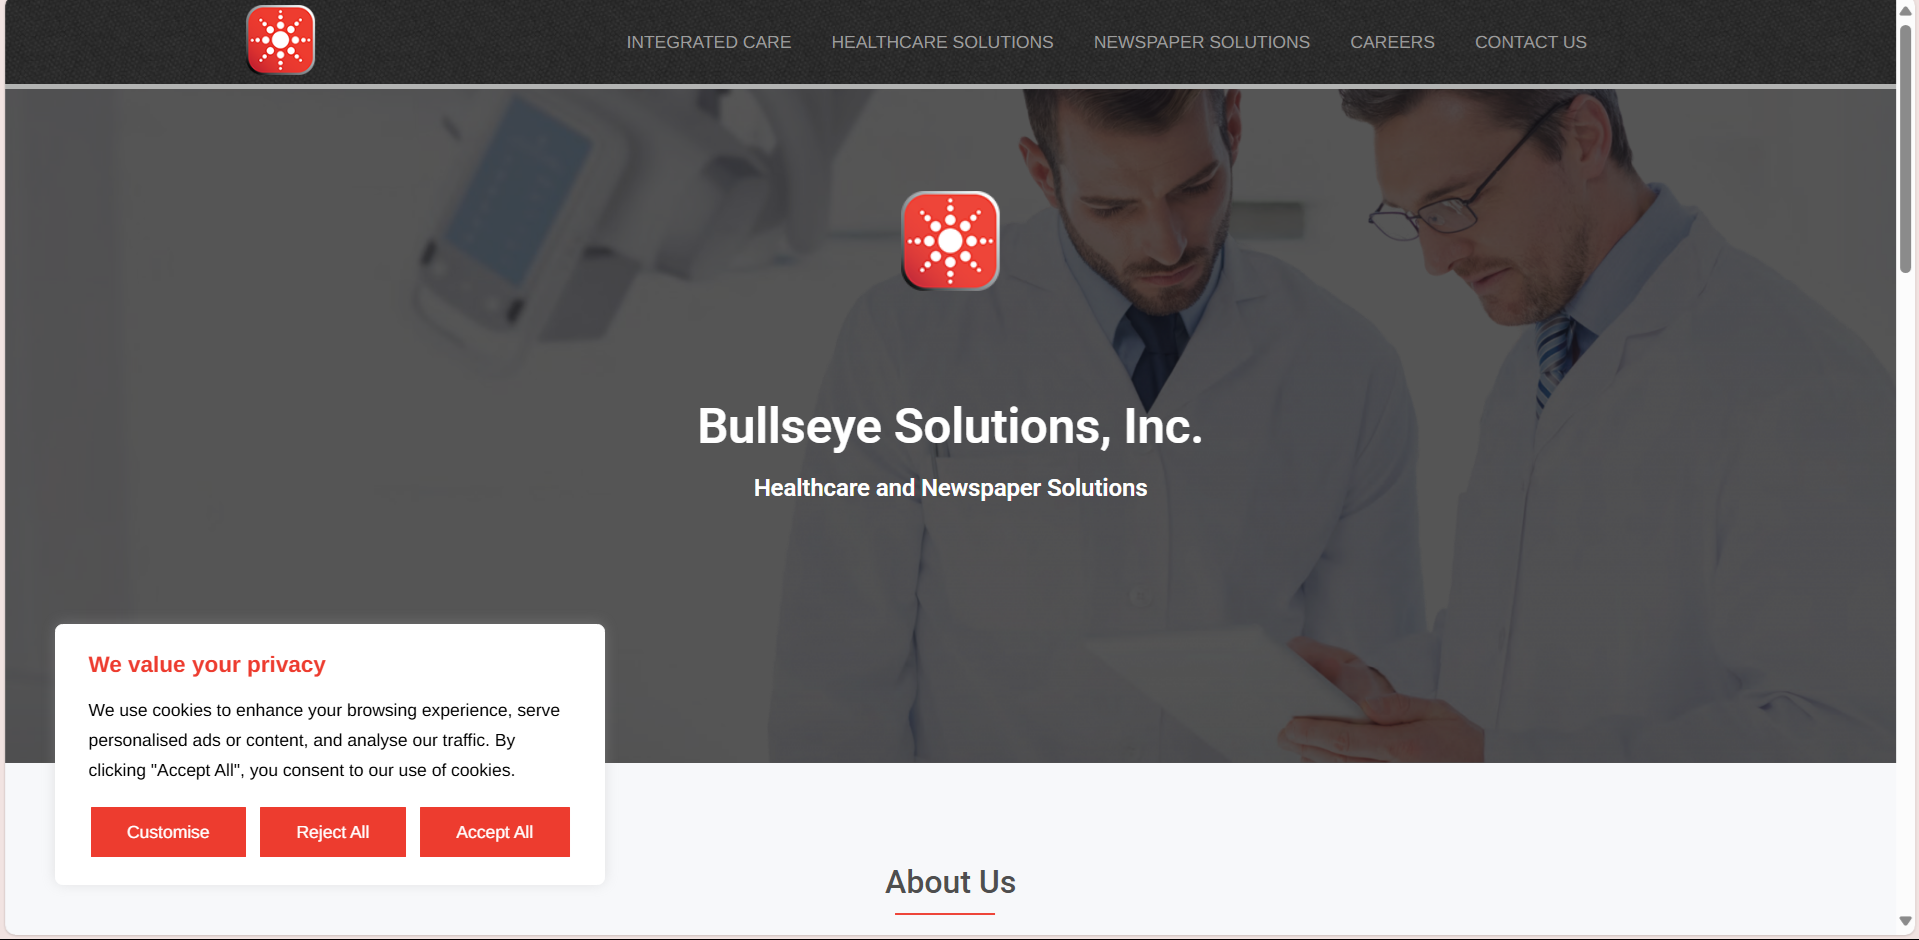 INTEGRATED CARE HEALTHCARE SOLUTIONS NEWSPAPER SOLUTIONS CAREERS CONTACT US
Bullseye Solutions, Inc.
Healthcare and Newspaper Solutions
We value your privacy
We use cookies to enhance your browsing experience, serve
personalised ads or content, and analyse our traffic. By
clicking "Accept All", you consent to our use of cookies.
Customise Reject All Accept All
About Us